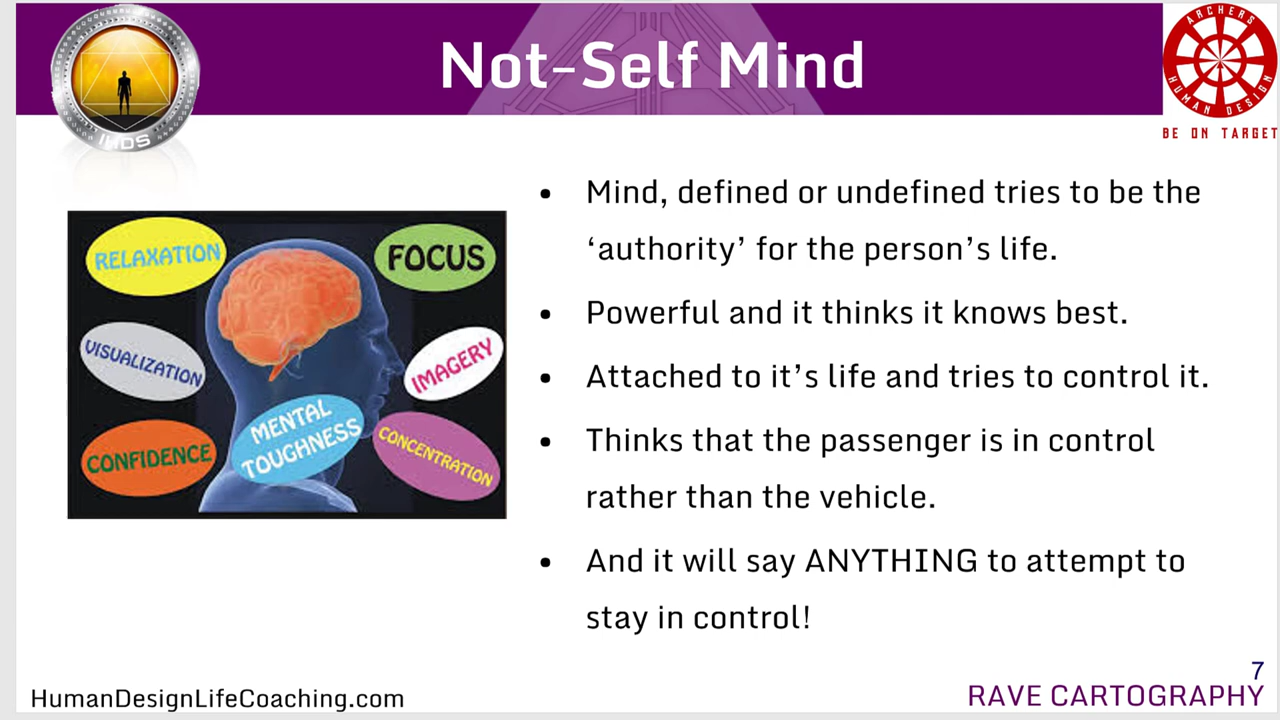 Not-Self Mind
IHDS
ARCHERS
HUMAN DESIGN
BE ON TARGET
RELAXATION
FOCUS
VISUALIZATION
IMAGERY
MENTAL
TOUGHNESS
CONFIDENCE
CONCENTRATION
• Mind, defined or undefined tries to be the
‘authority’ for the person’s life.
• Powerful and it thinks it knows best.
• Attached to it’s life and tries to control it.
• Thinks that the passenger is in control
rather than the vehicle.
• And it will say ANYTHING to attempt to
stay in control!
7
HumanDesignLifeCoaching.com
RAVE CARTOGRAPHY